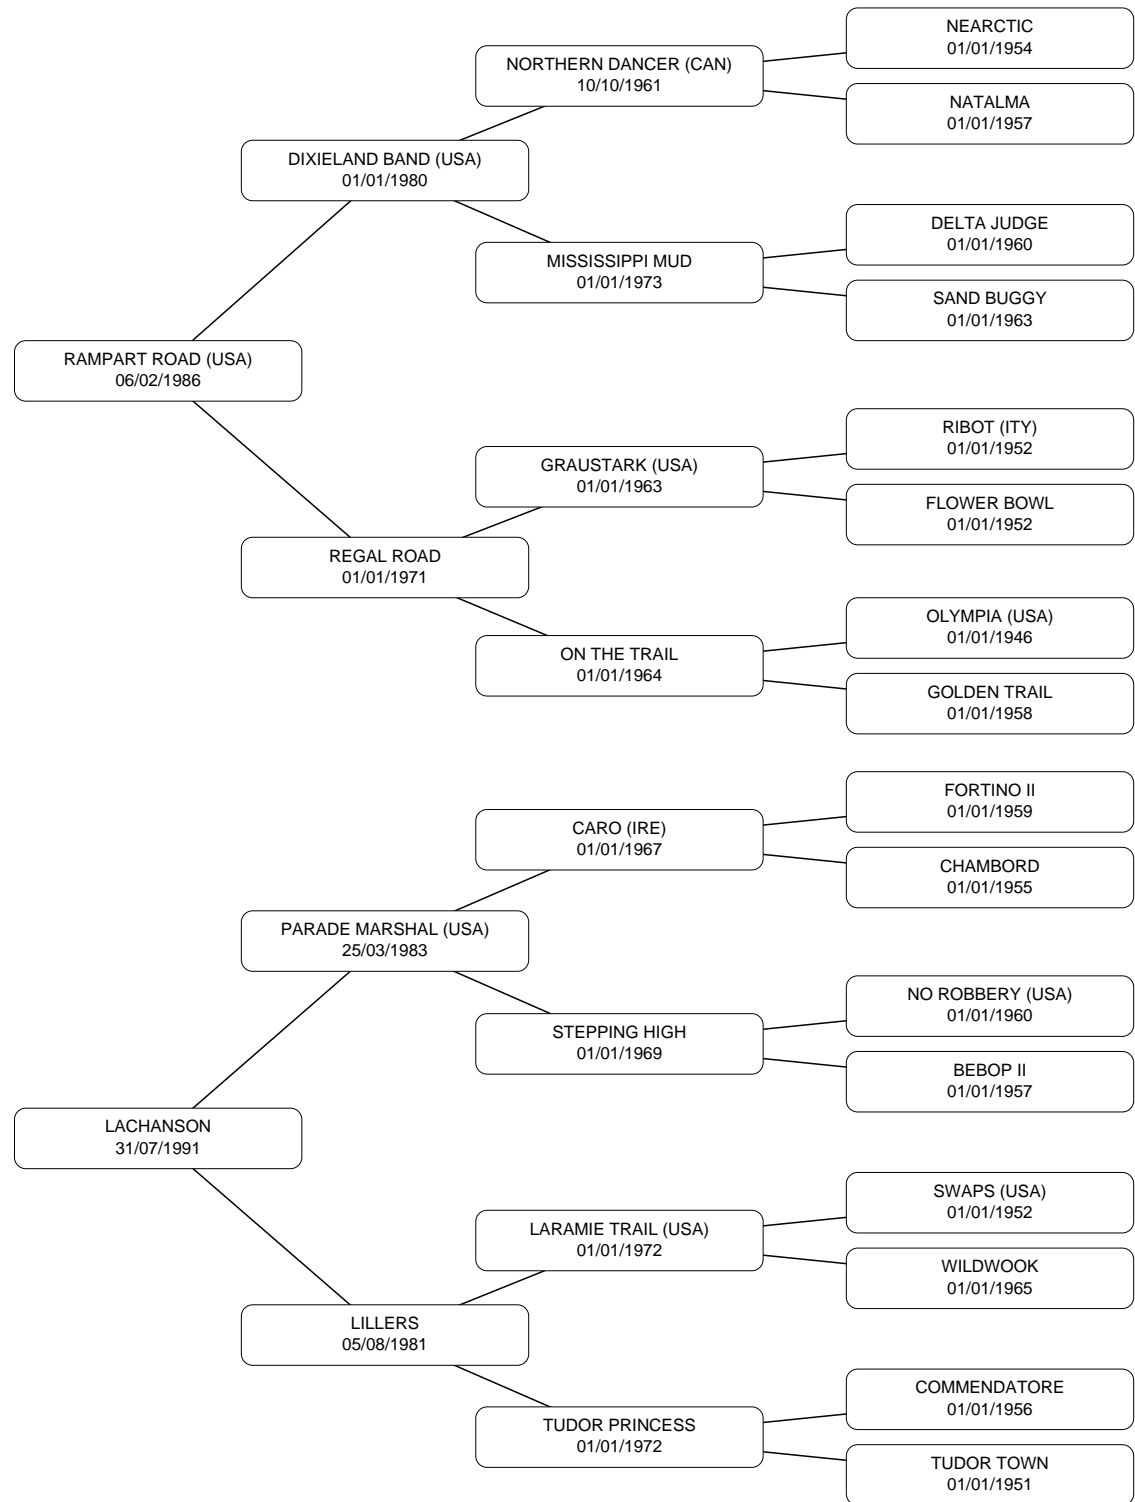 NEARCTIC
01/01/1954
NORTHERN DANCER (CAN)
10/10/1961
NATALMA
01/01/1957
DIXIELAND BAND (USA)
01/01/1980
DELTA JUDGE
01/01/1960
MISSISSIPPI MUD
01/01/1973
SAND BUGGY
01/01/1963
RAMPART ROAD (USA)
06/02/1986
RIBOT (ITY)
01/01/1952
GRAUSTARK (USA)
01/01/1963
FLOWER BOWL
01/01/1952
REGAL ROAD
01/01/1971
OLYMPIA (USA)
01/01/1946
ON THE TRAIL
01/01/1964
GOLDEN TRAIL
01/01/1958
FORTINO II
01/01/1959
CARO (IRE)
01/01/1967
CHAMBORD
01/01/1955
PARADE MARSHAL (USA)
25/03/1983
NO ROBBERY (USA)
01/01/1960
STEPPING HIGH
01/01/1969
BEBOP II
01/01/1957
LACHANSON
31/07/1991
SWAPS (USA)
01/01/1952
LARAMIE TRAIL (USA)
01/01/1972
WILDWOOK
01/01/1965
LILLERS
05/08/1981
COMMENDATORE
01/01/1956
TUDOR PRINCESS
01/01/1972
TUDOR TOWN
01/01/1951